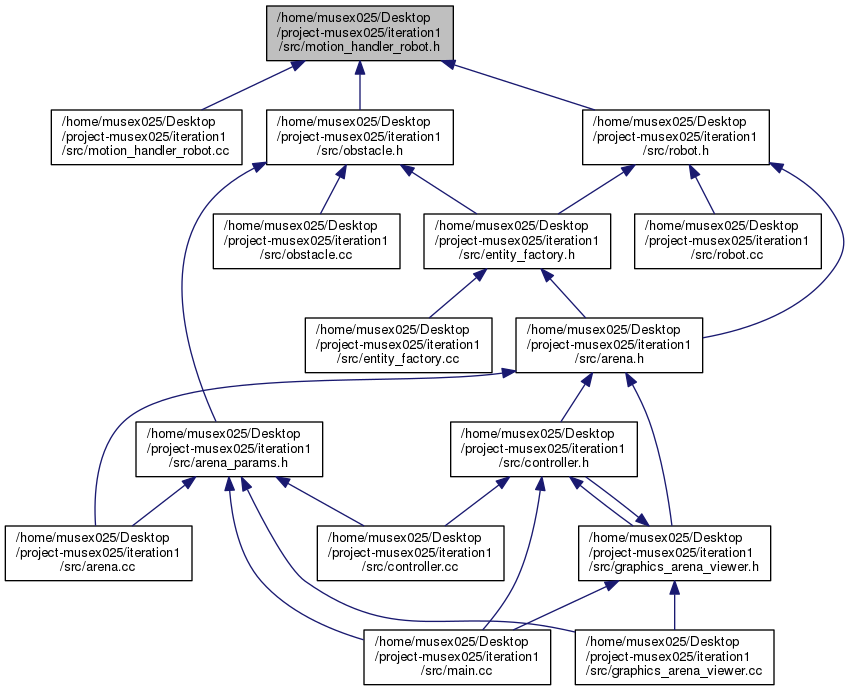 /home/musex025/Desktop
/project-musex025/iteration1
/src/motion_handler_robot.h
/home/musex025/Desktop
/project-musex025/iteration1
/src/motion_handler_robot.cc
/home/musex025/Desktop
/project-musex025/iteration1
/src/obstacle.h
/home/musex025/Desktop
/project-musex025/iteration1
/src/robot.h
/home/musex025/Desktop
/project-musex025/iteration1
/src/obstacle.cc
/home/musex025/Desktop
/project-musex025/iteration1
/src/entity_factory.h
/home/musex025/Desktop
/project-musex025/iteration1
/src/robot.cc
/home/musex025/Desktop
/project-musex025/iteration1
/src/entity_factory.cc
/home/musex025/Desktop
/project-musex025/iteration1
/src/arena.h
/home/musex025/Desktop
/project-musex025/iteration1
/src/arena_params.h
/home/musex025/Desktop
/project-musex025/iteration1
/src/controller.h
/home/musex025/Desktop
/project-musex025/iteration1
/src/arena.cc
/home/musex025/Desktop
/project-musex025/iteration1
/src/controller.cc
/home/musex025/Desktop
/project-musex025/iteration1
/src/graphics_arena_viewer.h
/home/musex025/Desktop
/project-musex025/iteration1
/src/main.cc
/home/musex025/Desktop
/project-musex025/iteration1
/src/graphics_arena_viewer.cc